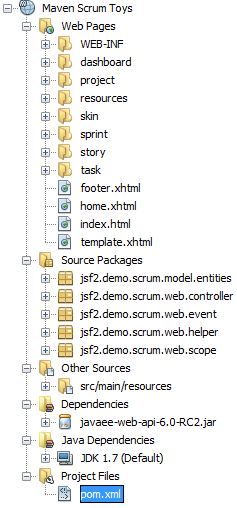 Maven Scrum Toys
Web Pages
WEB-INF
dashboard
project
resources
skin
sprint
story
task
footer.xhtml
home.xhtml
index.html
template.xhtml
Source Packages
jsf2.demo.scrum.model.entities
jsf2.demo.scrum.web.controller
jsf2.demo.scrum.web.event
jsf2.demo.scrum.web.helper
jsf2.demo.scrum.web.scope
Other Sources
src/main/resources
Dependencies
javaee-web-api-6.0-RC2.jar
Java Dependencies
JDK 1.7 (Default)
Project Files
pom.xml